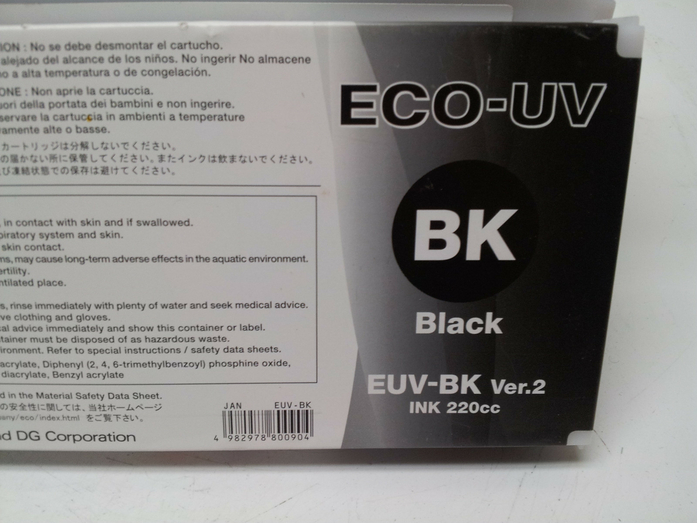 ION : No se debe desmontar el cartucho.
alejado del alcance de los niños. No ingerir No almacene
o a alta temperatura o de congelación.
ONE : Non aprie la cartuccia.
ori della portata dei bambini e non ingerire.
servare la cartuccia in ambienti a temperature
amente alte o basse.
カートリッジは分解しないでください。
の届かない所に保管してください。またインクは飲まないでください。
び凍結状態での保存は避けてください。
ECO-UV
BK
Black
EUV-BK Ver.2
INK 220cc
in contact with skin and if swallowed.
piratory system and skin.
skin contact.
ms, may cause long-term adverse effects in the aquatic environment.
ertility.
ntilated place.
s, rinse immediately with plenty of water and seek medical advice.
ve clothing and gloves.
cal advice immediately and show this container or label.
tainer must be disposed of as hazardous waste.
ironment. Refer to special instructions / safety data sheets.
acrylate, Diphenyl (2, 4, 6-trimethylbenzoyl) phosphine oxide,
diacrylate, Benzyl acrylate
d in the Material Safety Data Sheet.
の安全性に関しては、当社ホームページ
any/eco/index.html をご覧下さい。
nd DG Corporation
JAN EUV-BK
4 982978 800904